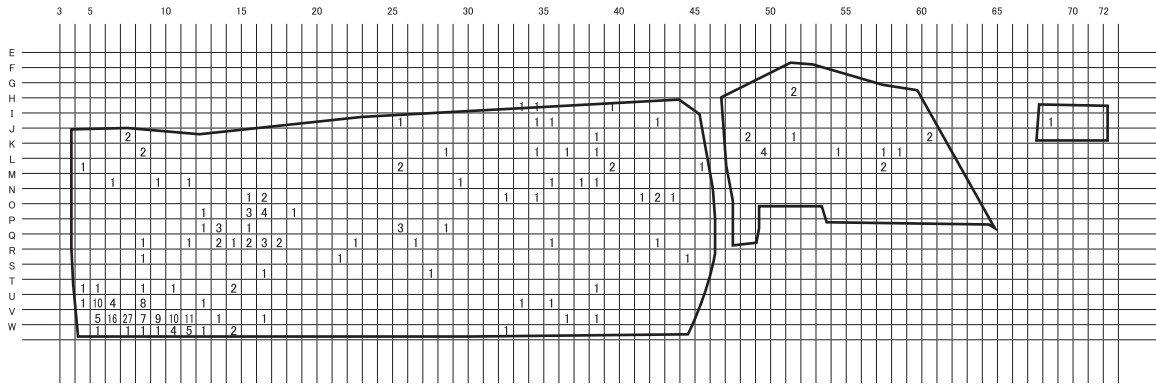 3 5 10 15 20 25 30 35 40 45 50 55 60 65 70 72
E
F
G
2
H
1 1 1
I
1 1 1 1 1
J
2 1 2 1 2
K
2 1 1 1 1 4 1 1 1
L
1 2 2 1 2
M
1 1 1 1 1 1 1
N
1 2 1 1 1 2 1
O
1 3 4 1
P
1 3 1 3 1
Q
1 1 2 1 2 3 2 1 1 1 1
R
1 1 1
S
1 1
T
1 1 1 1 2 1
U
1 10 4 8 1 1 1
V
5 16 27 7 9 10 11 1 1 1 1
W
1 1 1 1 4 5 1 2 1